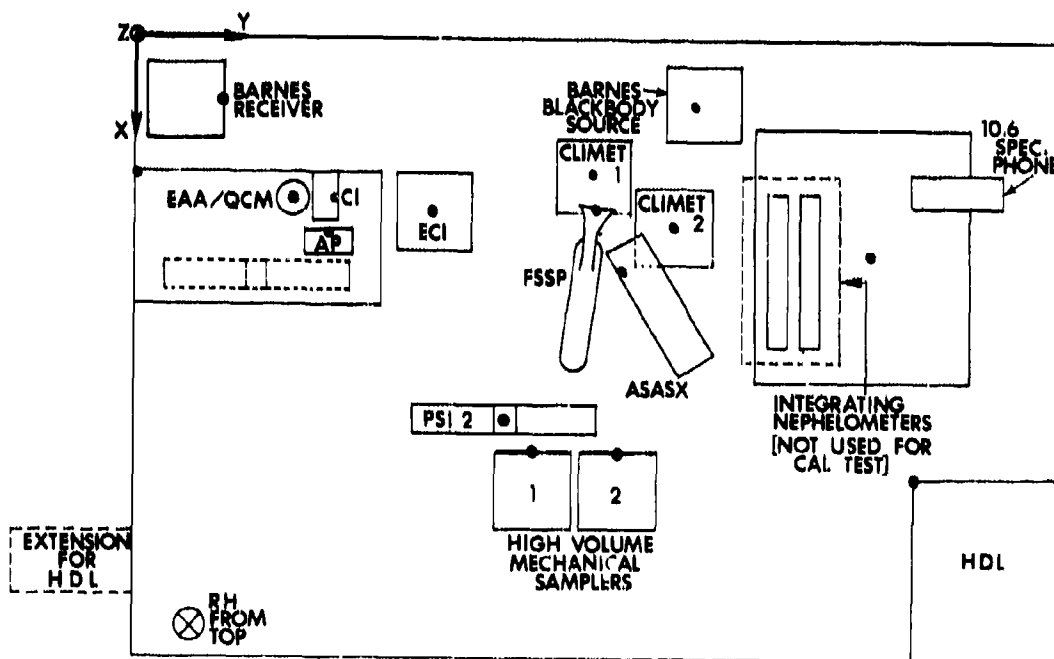 Z
Y
X
BARNES
RECEIVER
BARNES
BLACKBODY
SOURCE
10.6
SPEC.
PHONE
CLIMET
1
CLIMET
2
EAA/QCM
CI
AP
ECI
FSSP
ASASX
INTEGRATING
NEPHELOMETERS
[NOT USED FOR
CAL TEST]
PSI 2
1
2
HIGH VOLUME
MECHANICAL
SAMPLERS
EXTENSION
FOR
HDL
HDL
RH
FROM
TOP